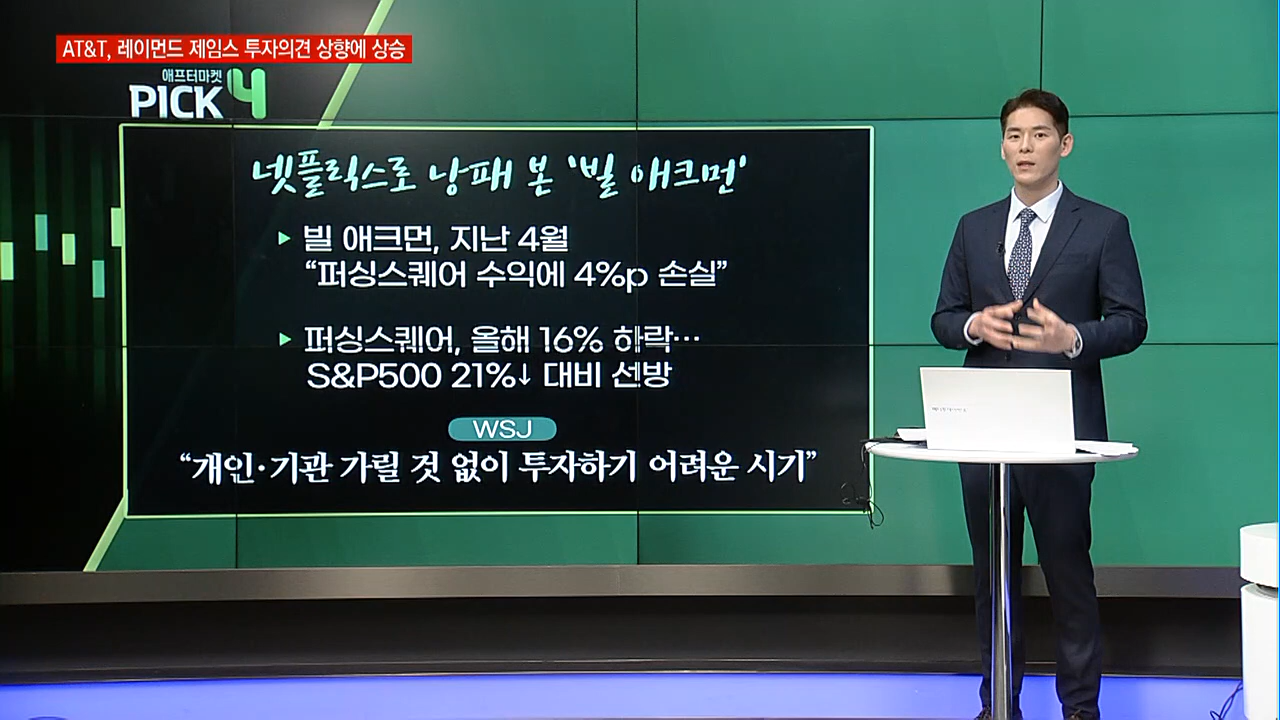 AT&T, 레이먼드 제임스 투자의견 상향에 상승
애프터마켓
PICK 4
넷플릭스로 낭패 본 '빌 애크먼'
▶ 빌 애크먼, 지난 4월
“퍼싱스퀘어 수익에 4%p 손실”
▶ 퍼싱스퀘어, 올해 16% 하락…
S&P500 21%↓ 대비 선방
WSJ
“개인·기관 가릴 것 없이 투자하기 어려운 시기”